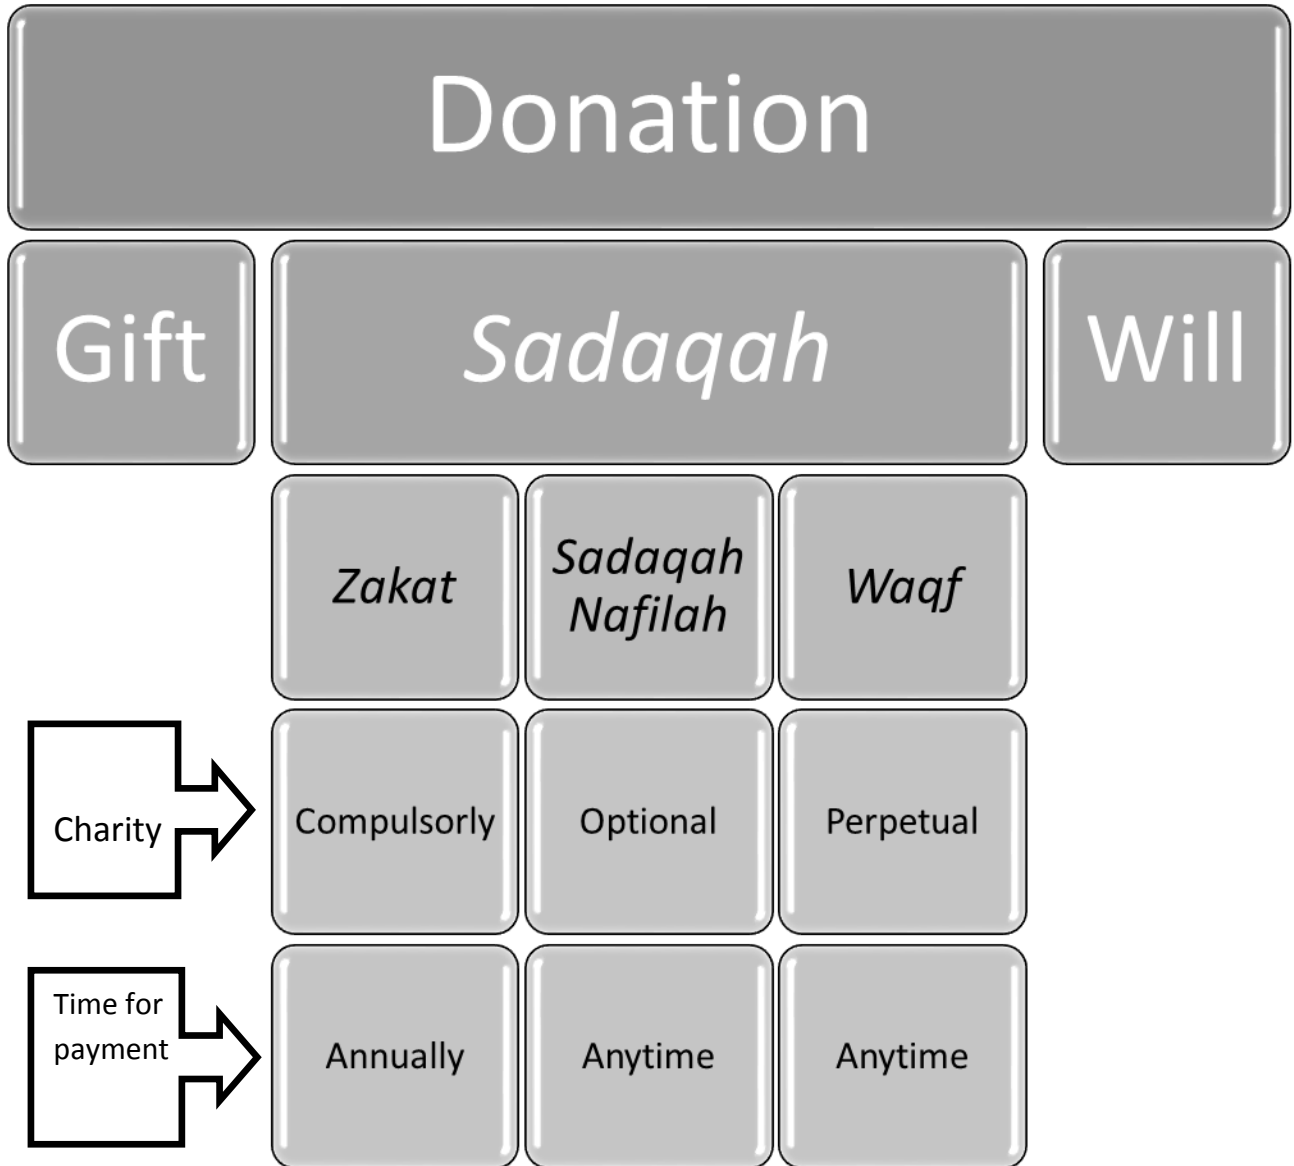 Donation
Gift
Sadaqah
Will
Zakat
Sadaqah
Nafilah
Waqf
Charity
Compulsorly
Optional
Perpetual
Time for
payment
Annually
Anytime
Anytime